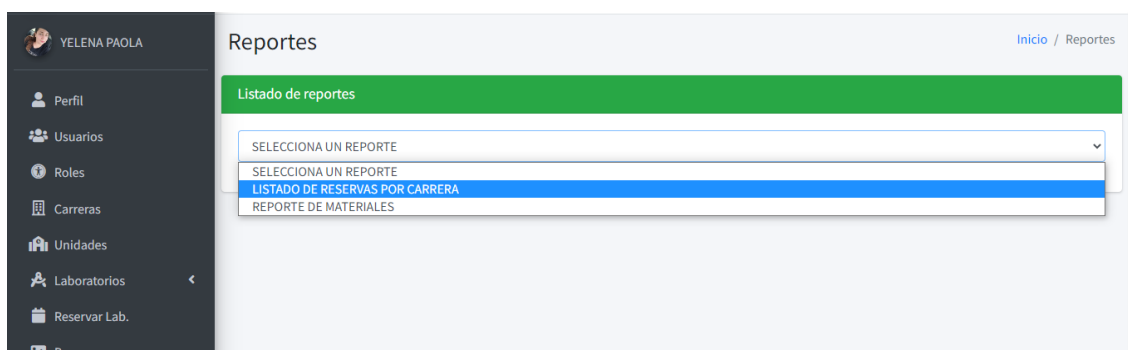 YELENA PAOLA
Perfil
Usuarios
Roles
Carreras
Unidades
Laboratorios
Reservar Lab.
Reportes
Inicio / Reportes
Listado de reportes
SELECCIONA UN REPORTE
SELECCIONA UN REPORTE
LISTADO DE RESERVAS POR CARRERA
REPORTE DE MATERIALES